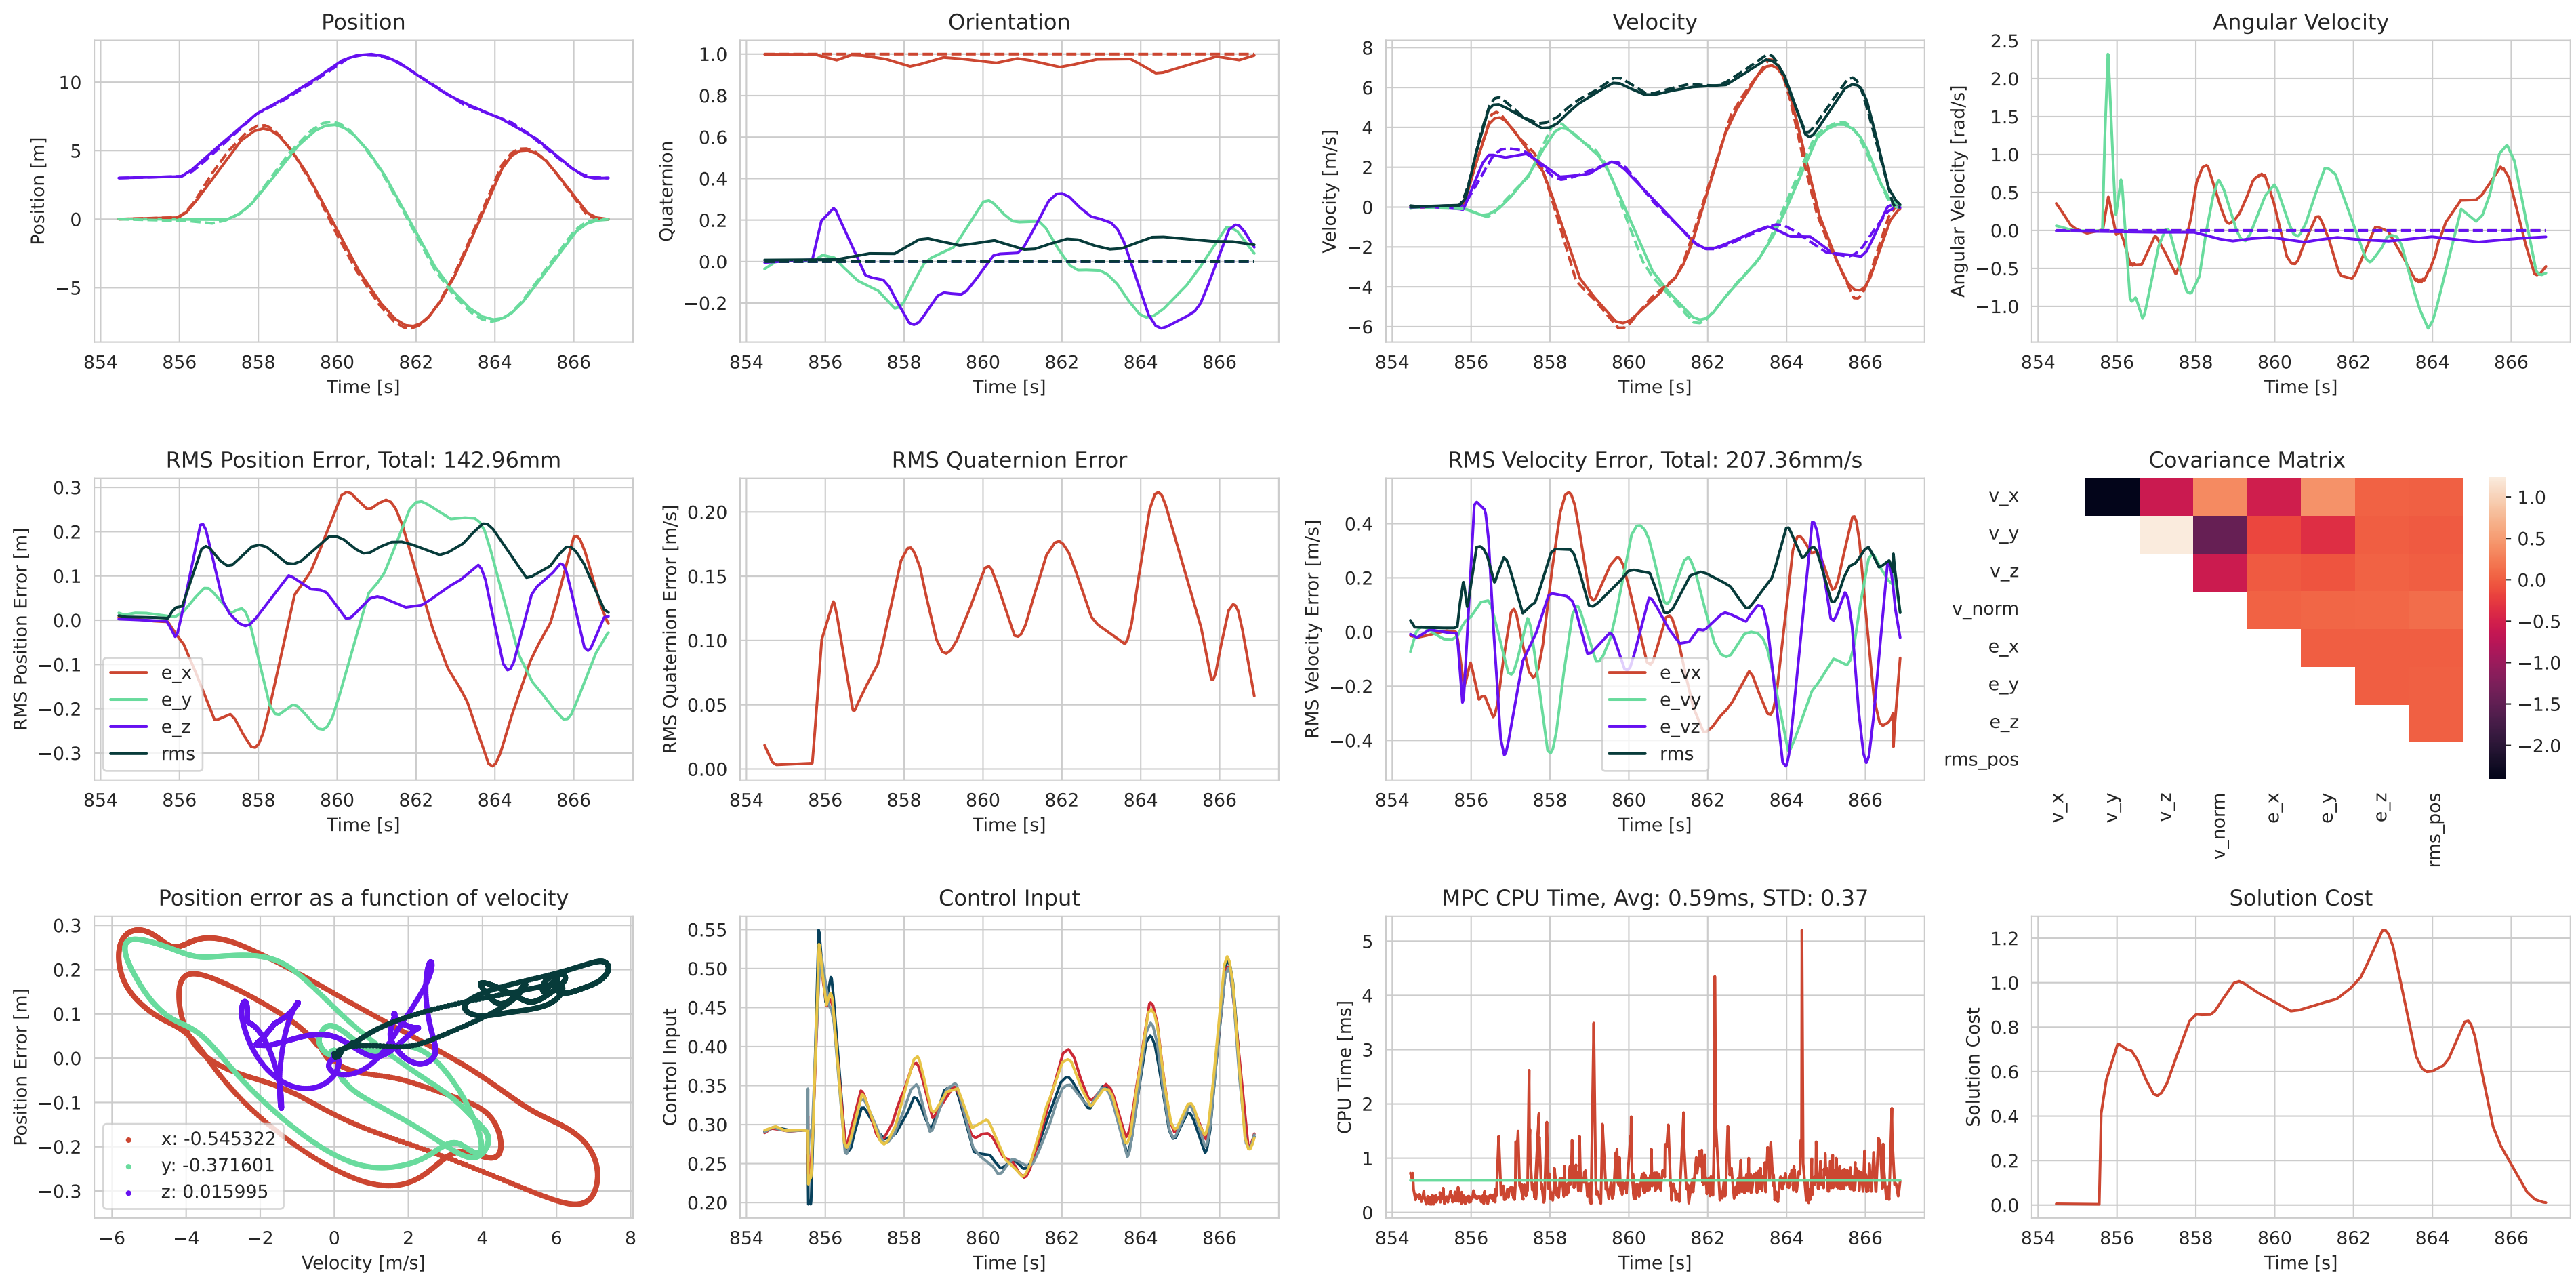 Position
Position [m]
10
5
0
−5
854 856 858 860 862 864 866
Time [s]
Orientation
Quaternion
1.0
0.8
0.6
0.4
0.2
0.0
−0.2
854 856 858 860 862 864 866
Time [s]
Velocity
Velocity [m/s]
8
6
4
2
0
−2
−4
−6
854 856 858 860 862 864 866
Time [s]
Angular Velocity
Angular Velocity [rad/s]
2.5
2.0
1.5
1.0
0.5
0.0
−0.5
−1.0
854 856 858 860 862 864 866
Time [s]
RMS Position Error, Total: 142.96mm
RMS Position Error [m]
0.3
0.2
0.1
0.0
−0.1
−0.2
−0.3
e_x
e_y
e_z
rms
854 856 858 860 862 864 866
Time [s]
RMS Quaternion Error
RMS Quaternion Error [m/s]
0.20
0.15
0.10
0.05
0.00
854 856 858 860 862 864 866
Time [s]
RMS Velocity Error, Total: 207.36mm/s
RMS Velocity Error [m/s]
0.4
0.2
0.0
−0.2
−0.4
e_vx
e_vy
e_vz
rms
854 856 858 860 862 864 866
Time [s]
Covariance Matrix
v_x
v_y
v_z
v_norm
e_x
e_y
e_z
rms_pos
v_x
v_y
v_z
v_norm
e_x
e_y
e_z
rms_pos
1.0
0.5
0.0
−0.5
−1.0
−1.5
−2.0
Position error as a function of velocity
Position Error [m]
0.3
0.2
0.1
0.0
−0.1
−0.2
−0.3
x: -0.545322
y: -0.371601
z: 0.015995
−6 −4 −2 0 2 4 6 8
Velocity [m/s]
Control Input
Control Input
0.55
0.50
0.45
0.40
0.35
0.30
0.25
0.20
854 856 858 860 862 864 866
Time [s]
MPC CPU Time, Avg: 0.59ms, STD: 0.37
CPU Time [ms]
5
4
3
2
1
0
854 856 858 860 862 864 866
Time [s]
Solution Cost
Solution Cost
1.2
1.0
0.8
0.6
0.4
0.2
0.0
854 856 858 860 862 864 866
Time [s]